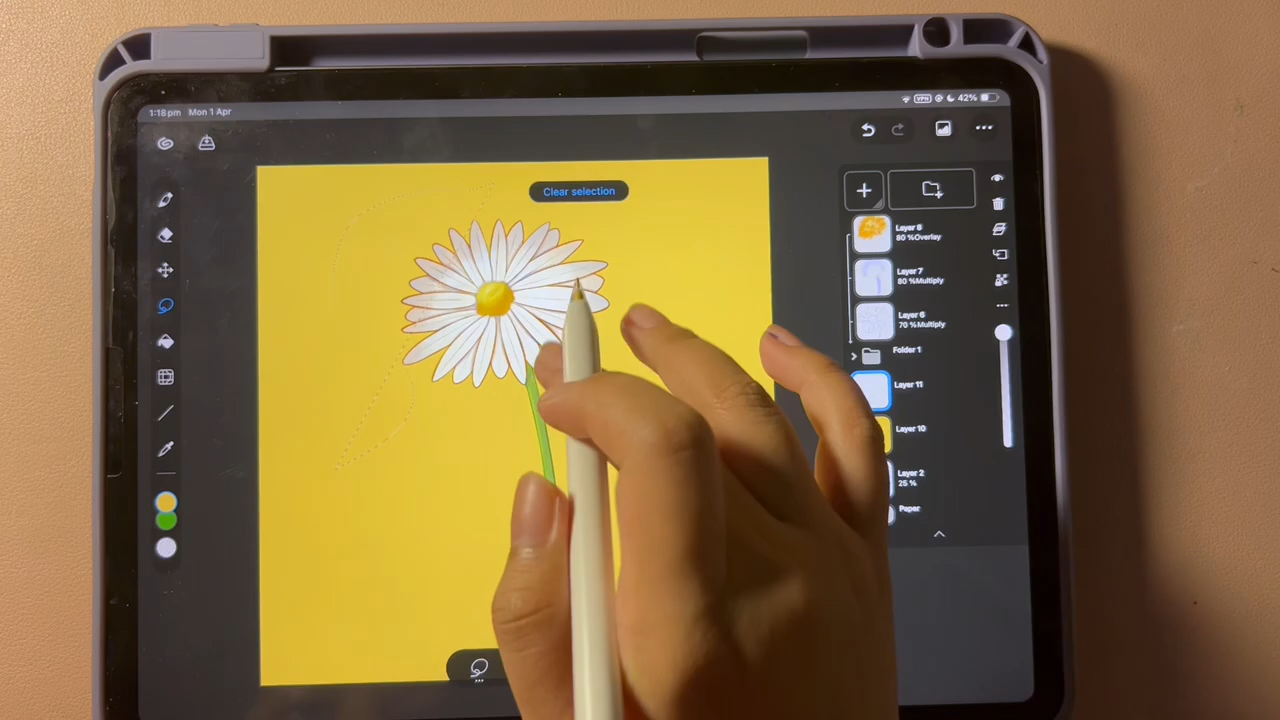 1:18 pm Mon 1 Apr
VPN 42%
Clear selection
Layer 8
80 %Overlay
Layer 7
80 %Multiply
Layer 6
70 %Multiply
Folder 1
Layer 11
Layer 10
Layer 2
25 %
Paper